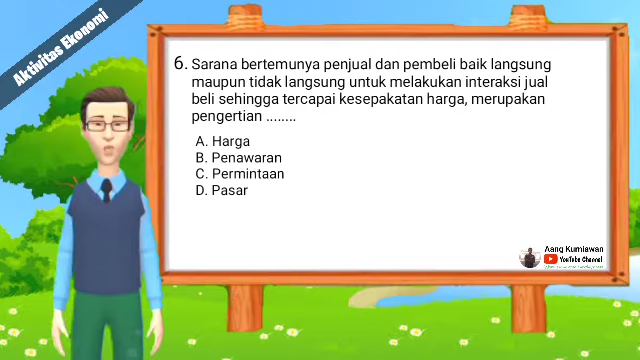 Aktivitas Ekonomi
6. Sarana bertemunya penjual dan pembeli baik langsung
maupun tidak langsung untuk melakukan interaksi jual
beli sehingga tercapai kesepakatan harga, merupakan
pengertian ........
A. Harga
B. Penawaran
C. Permintaan
D. Pasar
Aang Kurniawan
YouTube Channel